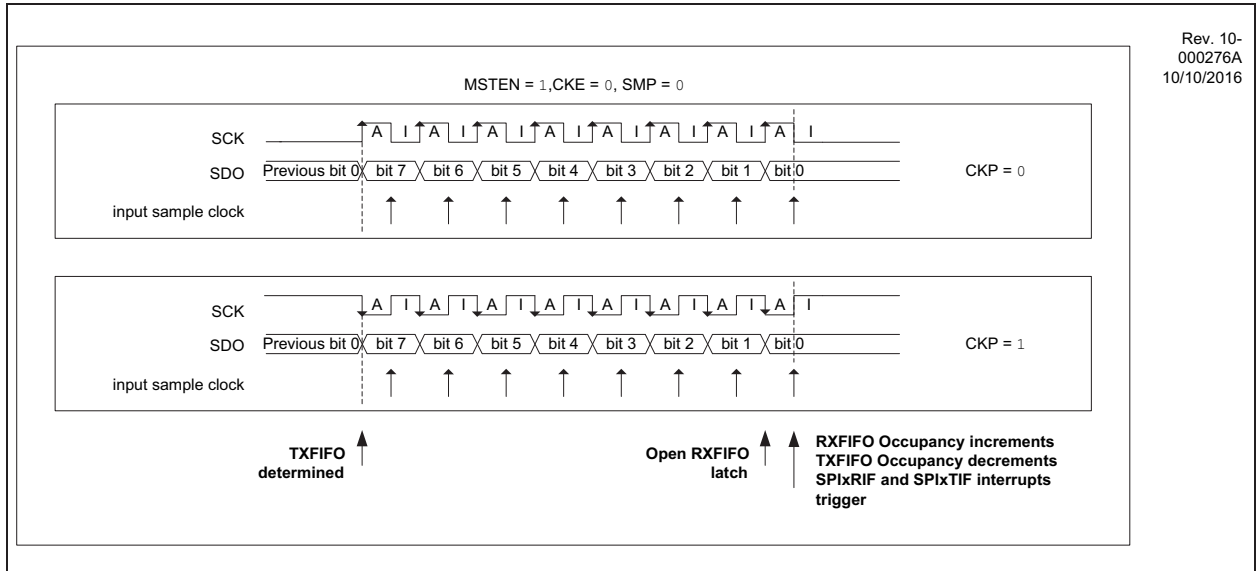 Rev. 10-
000276A
10/10/2016
MSTEN = 1,CKE = 0, SMP = 0
SCK
A I A I A I A I A I A I A I A I
SDO
Previous bit 0 bit 7 bit 6 bit 5 bit 4 bit 3 bit 2 bit 1 bit 0
CKP = 0
input sample clock
SCK
A I A I A I A I A I A I A I A I
SDO
Previous bit 0 bit 7 bit 6 bit 5 bit 4 bit 3 bit 2 bit 1 bit 0
CKP = 1
input sample clock
TXFIFO
determined
Open RXFIFO
latch
RXFIFO Occupancy increments
TXFIFO Occupancy decrements
SPIxRIF and SPIxTIF interrupts
trigger